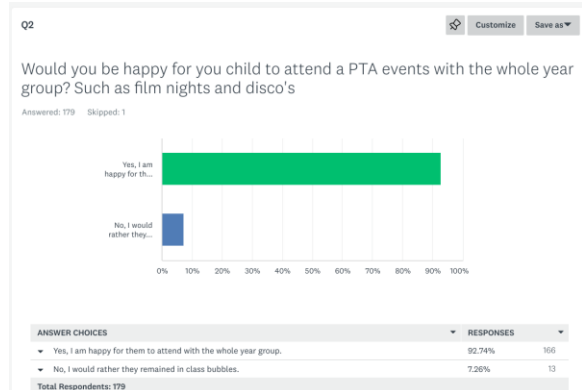 Q2
Customize
Save as
Would you be happy for you child to attend a PTA events with the whole year
group? Such as film nights and disco's
Answered: 179 Skipped: 1
Yes, I am
happy for th...
No, I would
rather they...
0% 10% 20% 30% 40% 50% 60% 70% 80% 90% 100%
ANSWER CHOICES RESPONSES
Yes, I am happy for them to attend with the whole year group. 92.74% 166
No, I would rather they remained in class bubbles. 7.26% 13
Total Respondents: 179